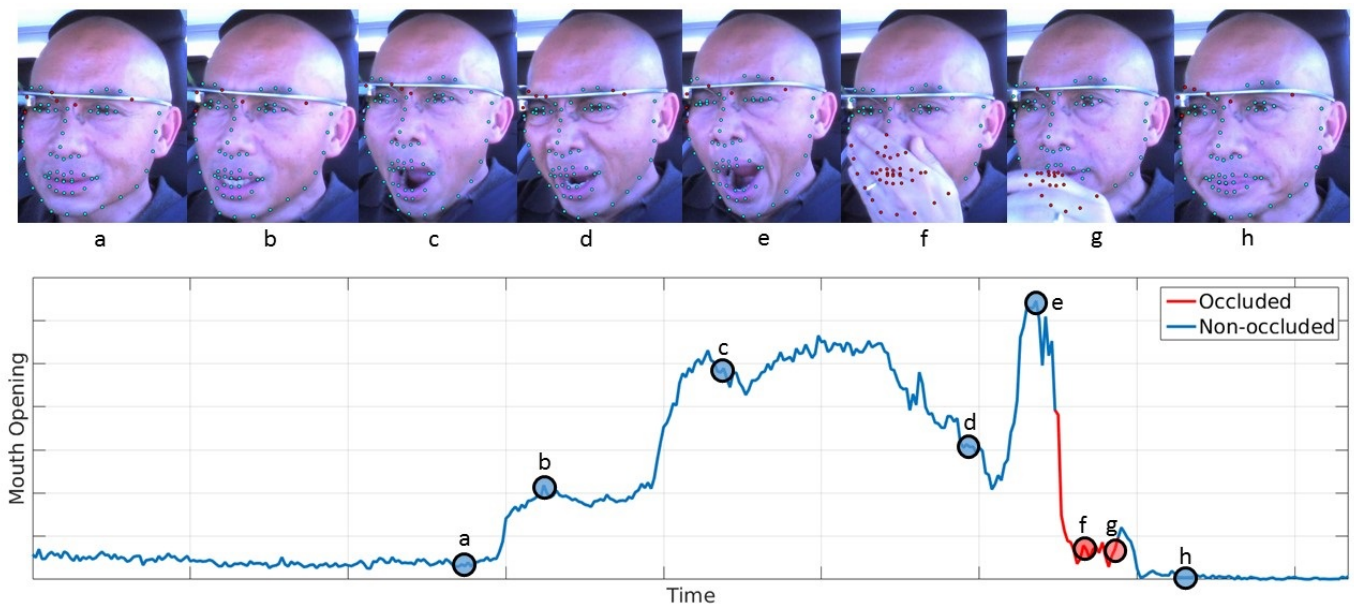 a b c d e f g h
Mouth Opening
a
b
c
d
e
f
g
h
Occluded
Non-occluded
Time